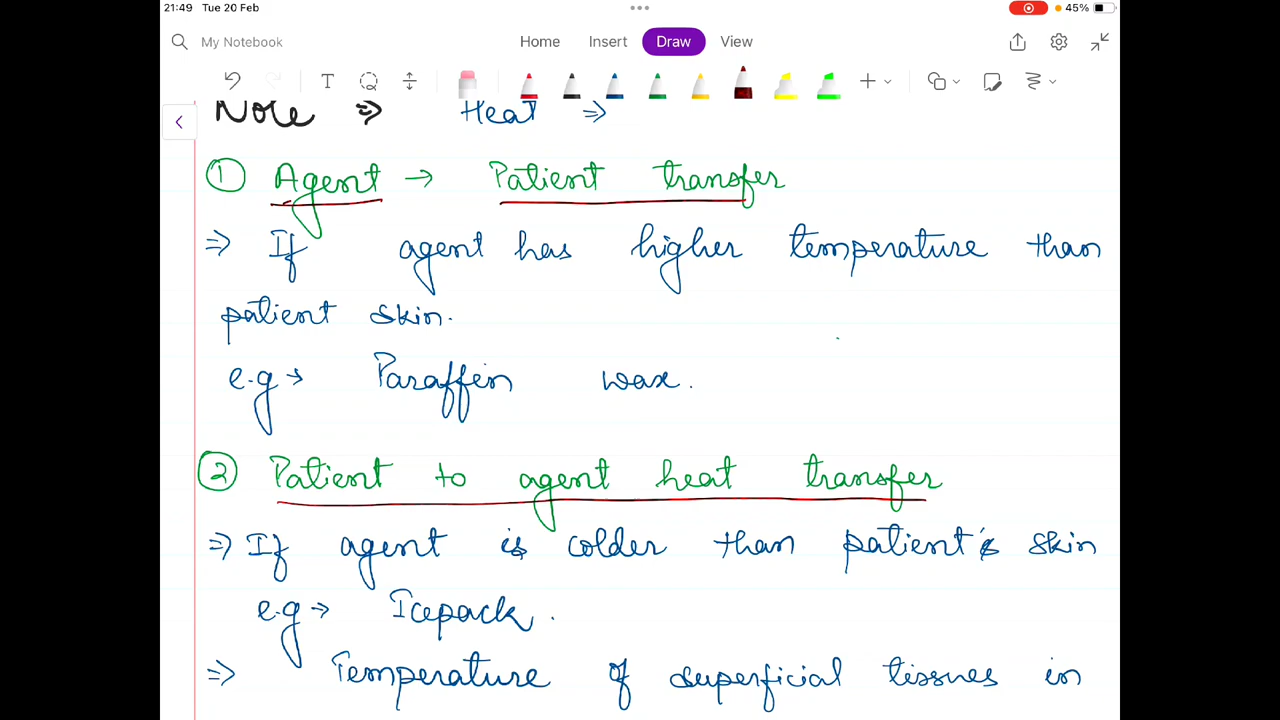 21:49 Tue 20 Feb
45%
My Notebook
Home Insert Draw View
Note ⇒ Heat ⇒
① Agent → Patient transfer
⇒ If agent has higher temperature than
patient skin.
e.g → Paraffin wax.
② Patient to agent heat transfer
⇒ If agent is colder than patient's skin
e.g → Icepack.
⇒ Temperature of superficial tissues in